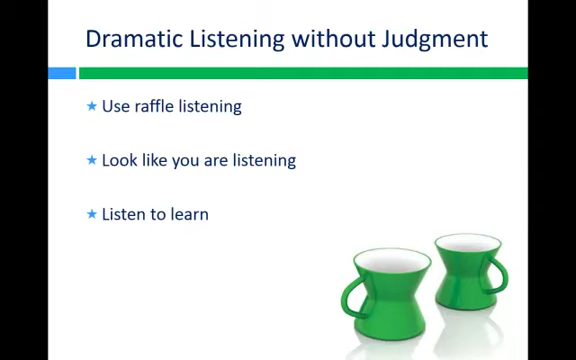 Dramatic Listening without Judgment
Use raffle listening
Look like you are listening
Listen to learn